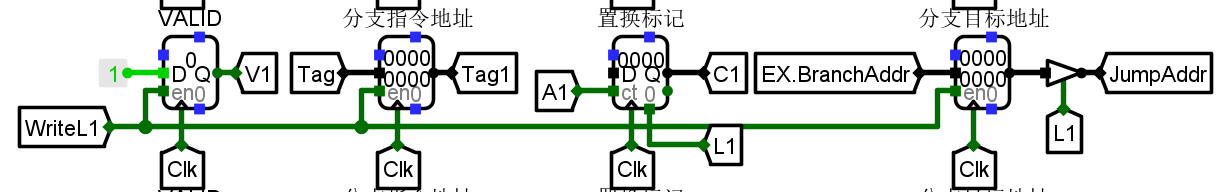 VALID 分支指令地址 置换标记 分支目标地址
0 0000 0000 0000
1 D Q V1 Tag 0000 Tag1 D Q C1 EX.BranchAddr 0000 JumpAddr
en0 en0 A1 ct 0 en0
WriteL1 L1 L1
Clk Clk Clk Clk